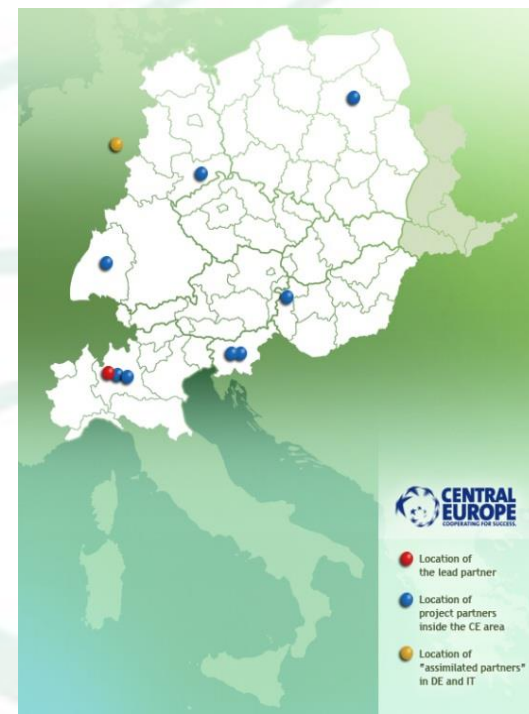 CENTRAL
EUROPE
COOPERATING FOR SUCCESS.
Location of
the lead partner
Location of
project partners
inside the CE area
Location of
"assimilated partners"
in DE and IT